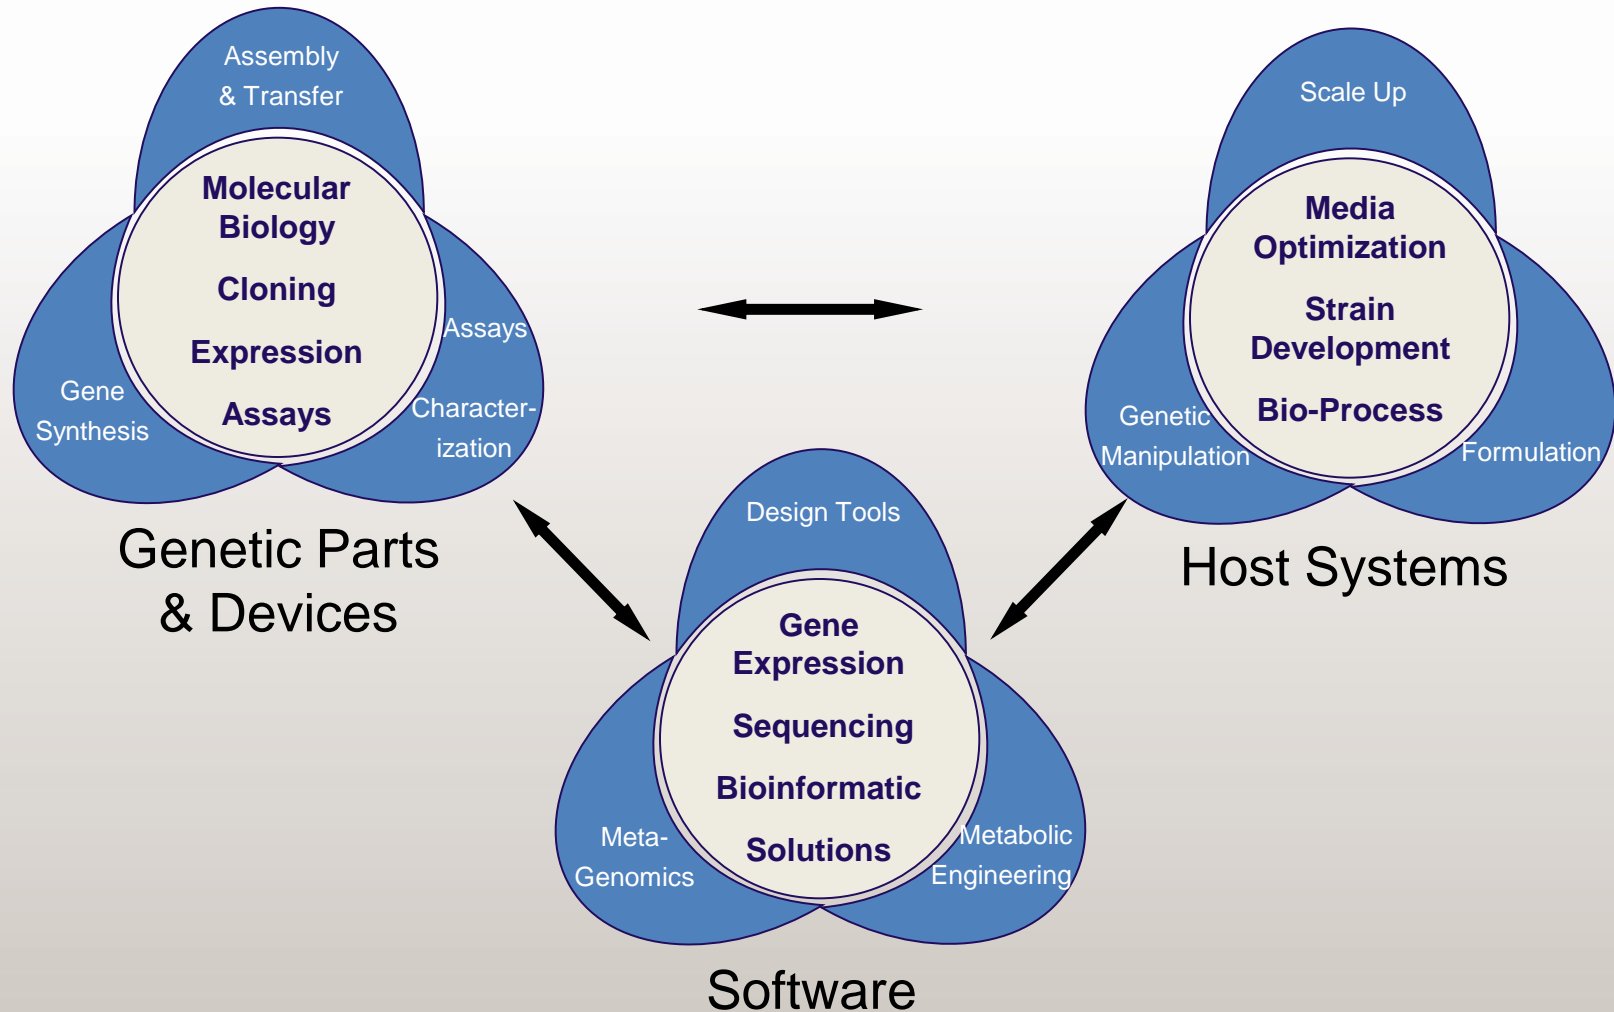 Assembly
& Transfer
Molecular
Biology
Cloning
Expression
Assays
Assays
Character-
ization
Gene
Synthesis
Genetic Parts
& Devices
Scale Up
Media
Optimization
Strain
Development
Bio-Process
Genetic
Manipulation
Formulation
Host Systems
Design Tools
Gene
Expression
Sequencing
Bioinformatic
Solutions
Meta-
Genomics
Metabolic
Engineering
Software